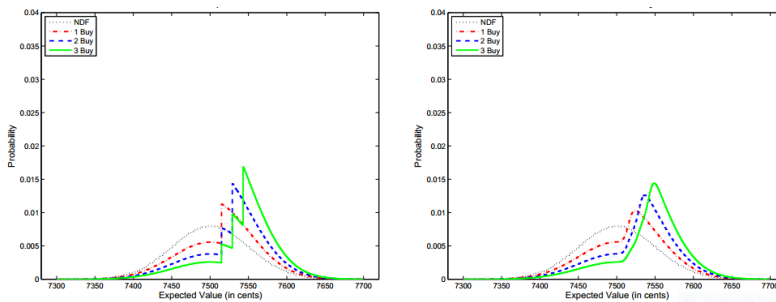 0.04
NDF
1 Buy
2 Buy
3 Buy
0.035
0.03
0.025
0.02
0.015
0.01
0.005
0
Probability
7300 7350 7400 7450 7500 7550 7600 7650 7700
Expected Value (in cents)
0.04
NDF
1 Buy
2 Buy
3 Buy
0.035
0.03
0.025
0.02
0.015
0.01
0.005
0
Probability
7300 7350 7400 7450 7500 7550 7600 7650 7700
Expected Value (in cents)